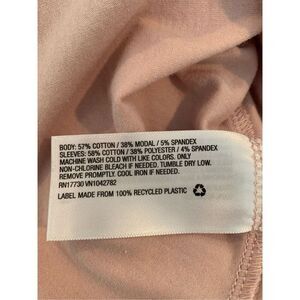 BODY: 57% COTTON / 38% MODAL / 5% SPANDEX
SLEEVES: 58% COTTON / 38% POLYESTER / 4% SPANDEX
MACHINE WASH COLD WITH LIKE COLORS. ONLY
NON-CHLORINE BLEACH IF NEEDED. TUMBLE DRY LOW.
REMOVE PROMPTLY. COOL IRON IF NEEDED.
RN17730 VN1042782
LABEL MADE FROM 100% RECYCLED PLASTIC